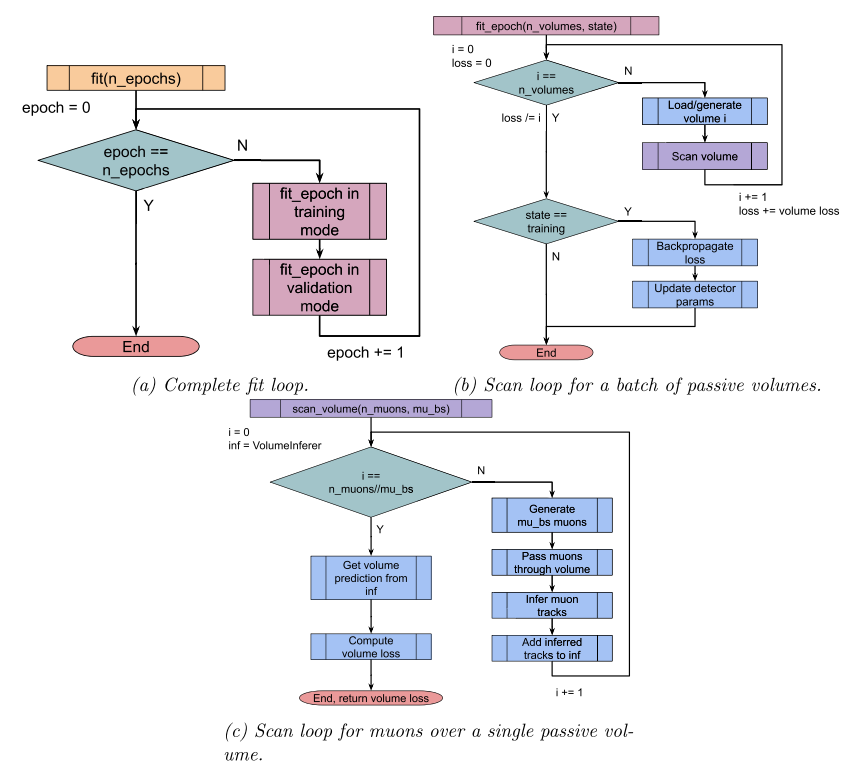 fit(n_epochs)
epoch = 0
epoch ==
n_epochs
N
Y
fit_epoch in
training
mode
fit_epoch in
validation
mode
End
epoch += 1
(a) Complete fit loop.
fit_epoch(n_volumes, state)
i = 0
loss = 0
i ==
n_volumes
N
loss /= i
Y
Load/generate
volume i
Scan volume
i += 1
loss += volume loss
state ==
training
Y
N
Backpropagate
loss
Update detector
params
End
(b) Scan loop for a batch of passive volumes.
scan_volume(n_muons, mu_bs)
i = 0
inf = VolumeInferer
i ==
n_muons//mu_bs
N
Y
Generate
mu_bs muons
Pass muons
through volume
Infer muon
tracks
Add inferred
tracks to inf
i += 1
Get volume
prediction from
inf
Compute
volume loss
End, return volume loss
(c) Scan loop for muons over a single passive vol-
ume.